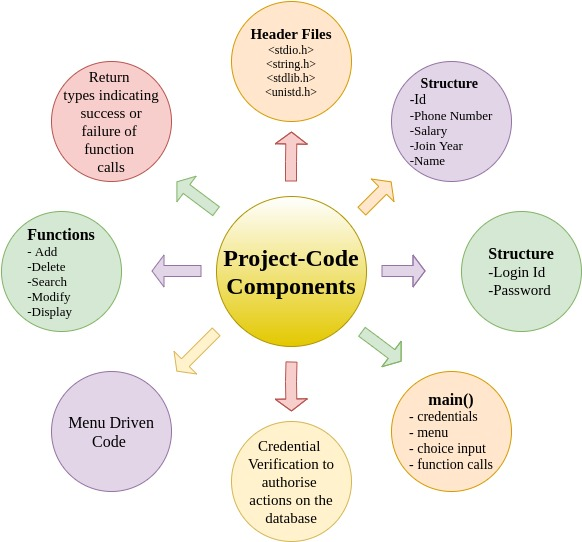 Header Files
<stdio.h>
<string.h>
<stdlib.h>
<unistd.h>
Return
types indicating
success or
failure of
function
calls
Structure
-Id
-Phone Number
-Salary
-Join Year
-Name
Functions
- Add
-Delete
-Search
-Modify
-Display
Project-Code
Components
Structure
-Login Id
-Password
Menu Driven
Code
Credential
Verification to
authorise
actions on the
database
main()
- credentials
- menu
- choice input
- function calls